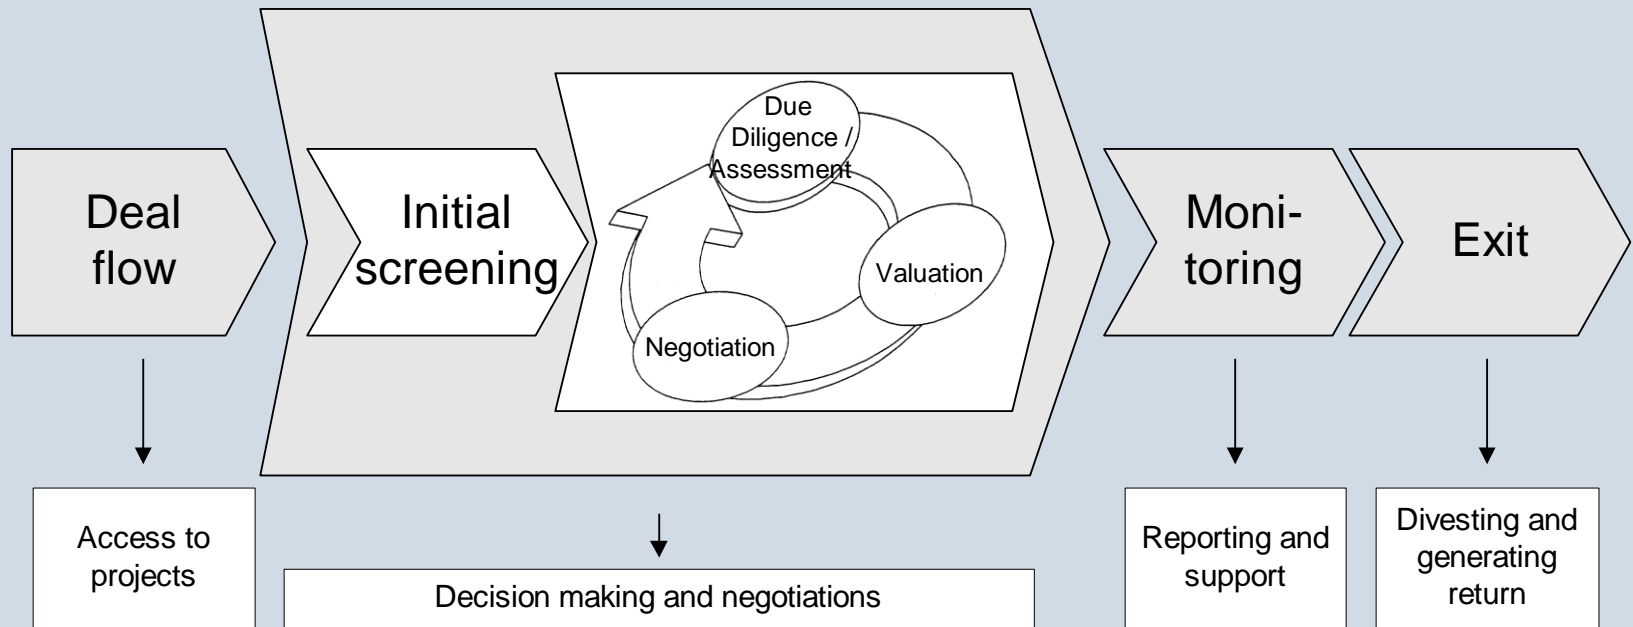 Deal
flow
Initial
screening
Due
Diligence /
Assessment
Valuation
Negotiation
Moni-
toring
Exit
Access to
projects
Decision making and negotiations
Reporting and
support
Divesting and
generating
return